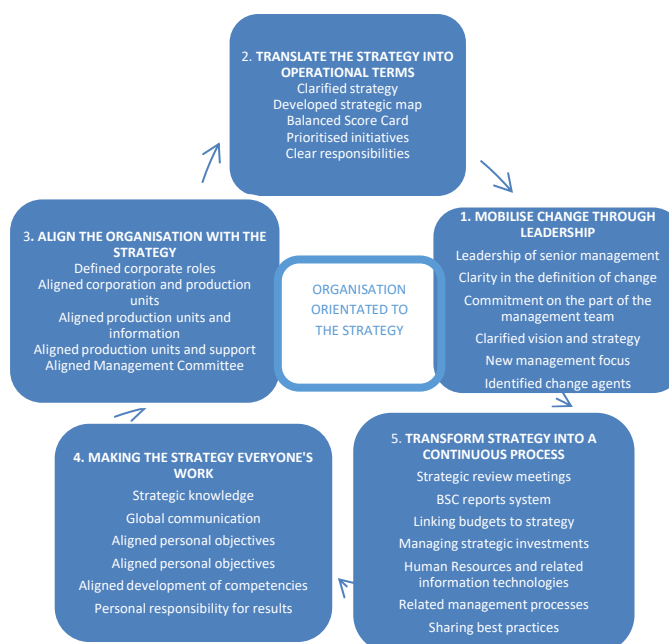 2. TRANSLATE THE STRATEGY INTO
OPERATIONAL TERMS
Clarified strategy
Developed strategic map
Balanced Score Card
Prioritised initiatives
Clear responsibilities
1. MOBILISE CHANGE THROUGH
LEADERSHIP
Leadership of senior management
Clarity in the definition of change
Commitment on the part of the
management team
Clarified vision and strategy
New management focus
Identified change agents
3. ALIGN THE ORGANISATION WITH THE
STRATEGY
Defined corporate roles
Aligned corporation and production
units
Aligned production units and
information
Aligned production units and support
Aligned Management Committee
ORGANISATION
ORIENTATED TO
THE STRATEGY
4. MAKING THE STRATEGY EVERYONE'S
WORK
Strategic knowledge
Global communication
Aligned personal objectives
Aligned personal objectives
Aligned development of competencies
Personal responsibility for results
5. TRANSFORM STRATEGY INTO A
CONTINUOUS PROCESS
Strategic review meetings
BSC reports system
Linking budgets to strategy
Managing strategic investments
Human Resources and related
information technologies
Related management processes
Sharing best practices